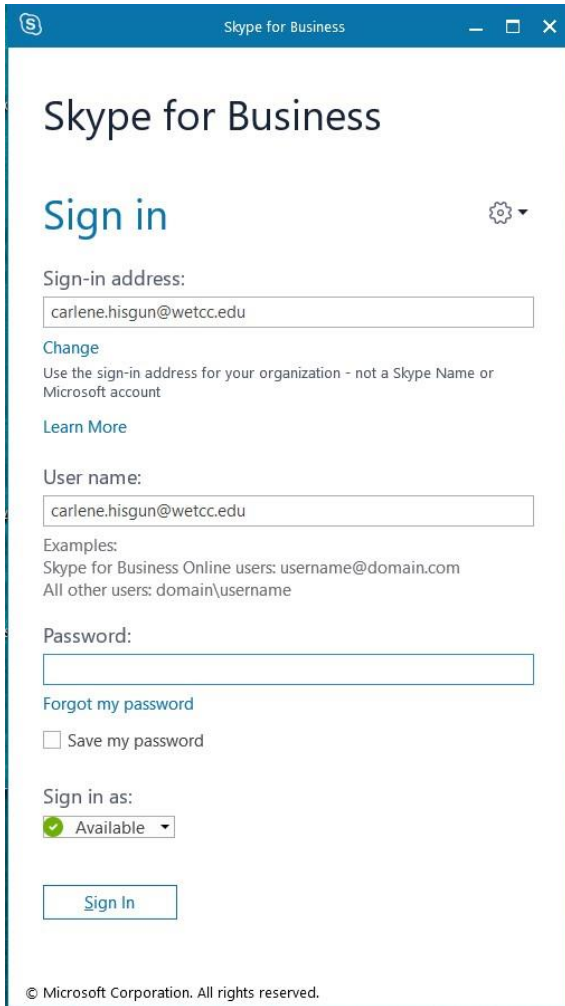 Skype for Business
Skype for Business
Sign in
Sign-in address:
carlene.hisgun@wetcc.edu
Change
Use the sign-in address for your organization - not a Skype Name or
Microsoft account
Learn More
User name:
carlene.hisgun@wetcc.edu
Examples:
Skype for Business Online users: username@domain.com
All other users: domain\username
Password:
Forgot my password
Save my password
Sign in as:
Available
Sign In
© Microsoft Corporation. All rights reserved.